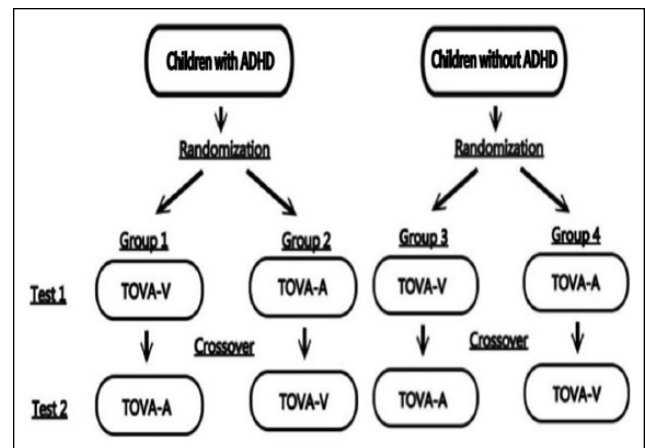 Children with ADHD Children without ADHD
Randomization Randomization
Group 1 Group 2 Group 3 Group 4
Test 1 TOVA-V TOVA-A TOVA-V TOVA-A
Crossover Crossover
Test 2 TOVA-A TOVA-V TOVA-A TOVA-V